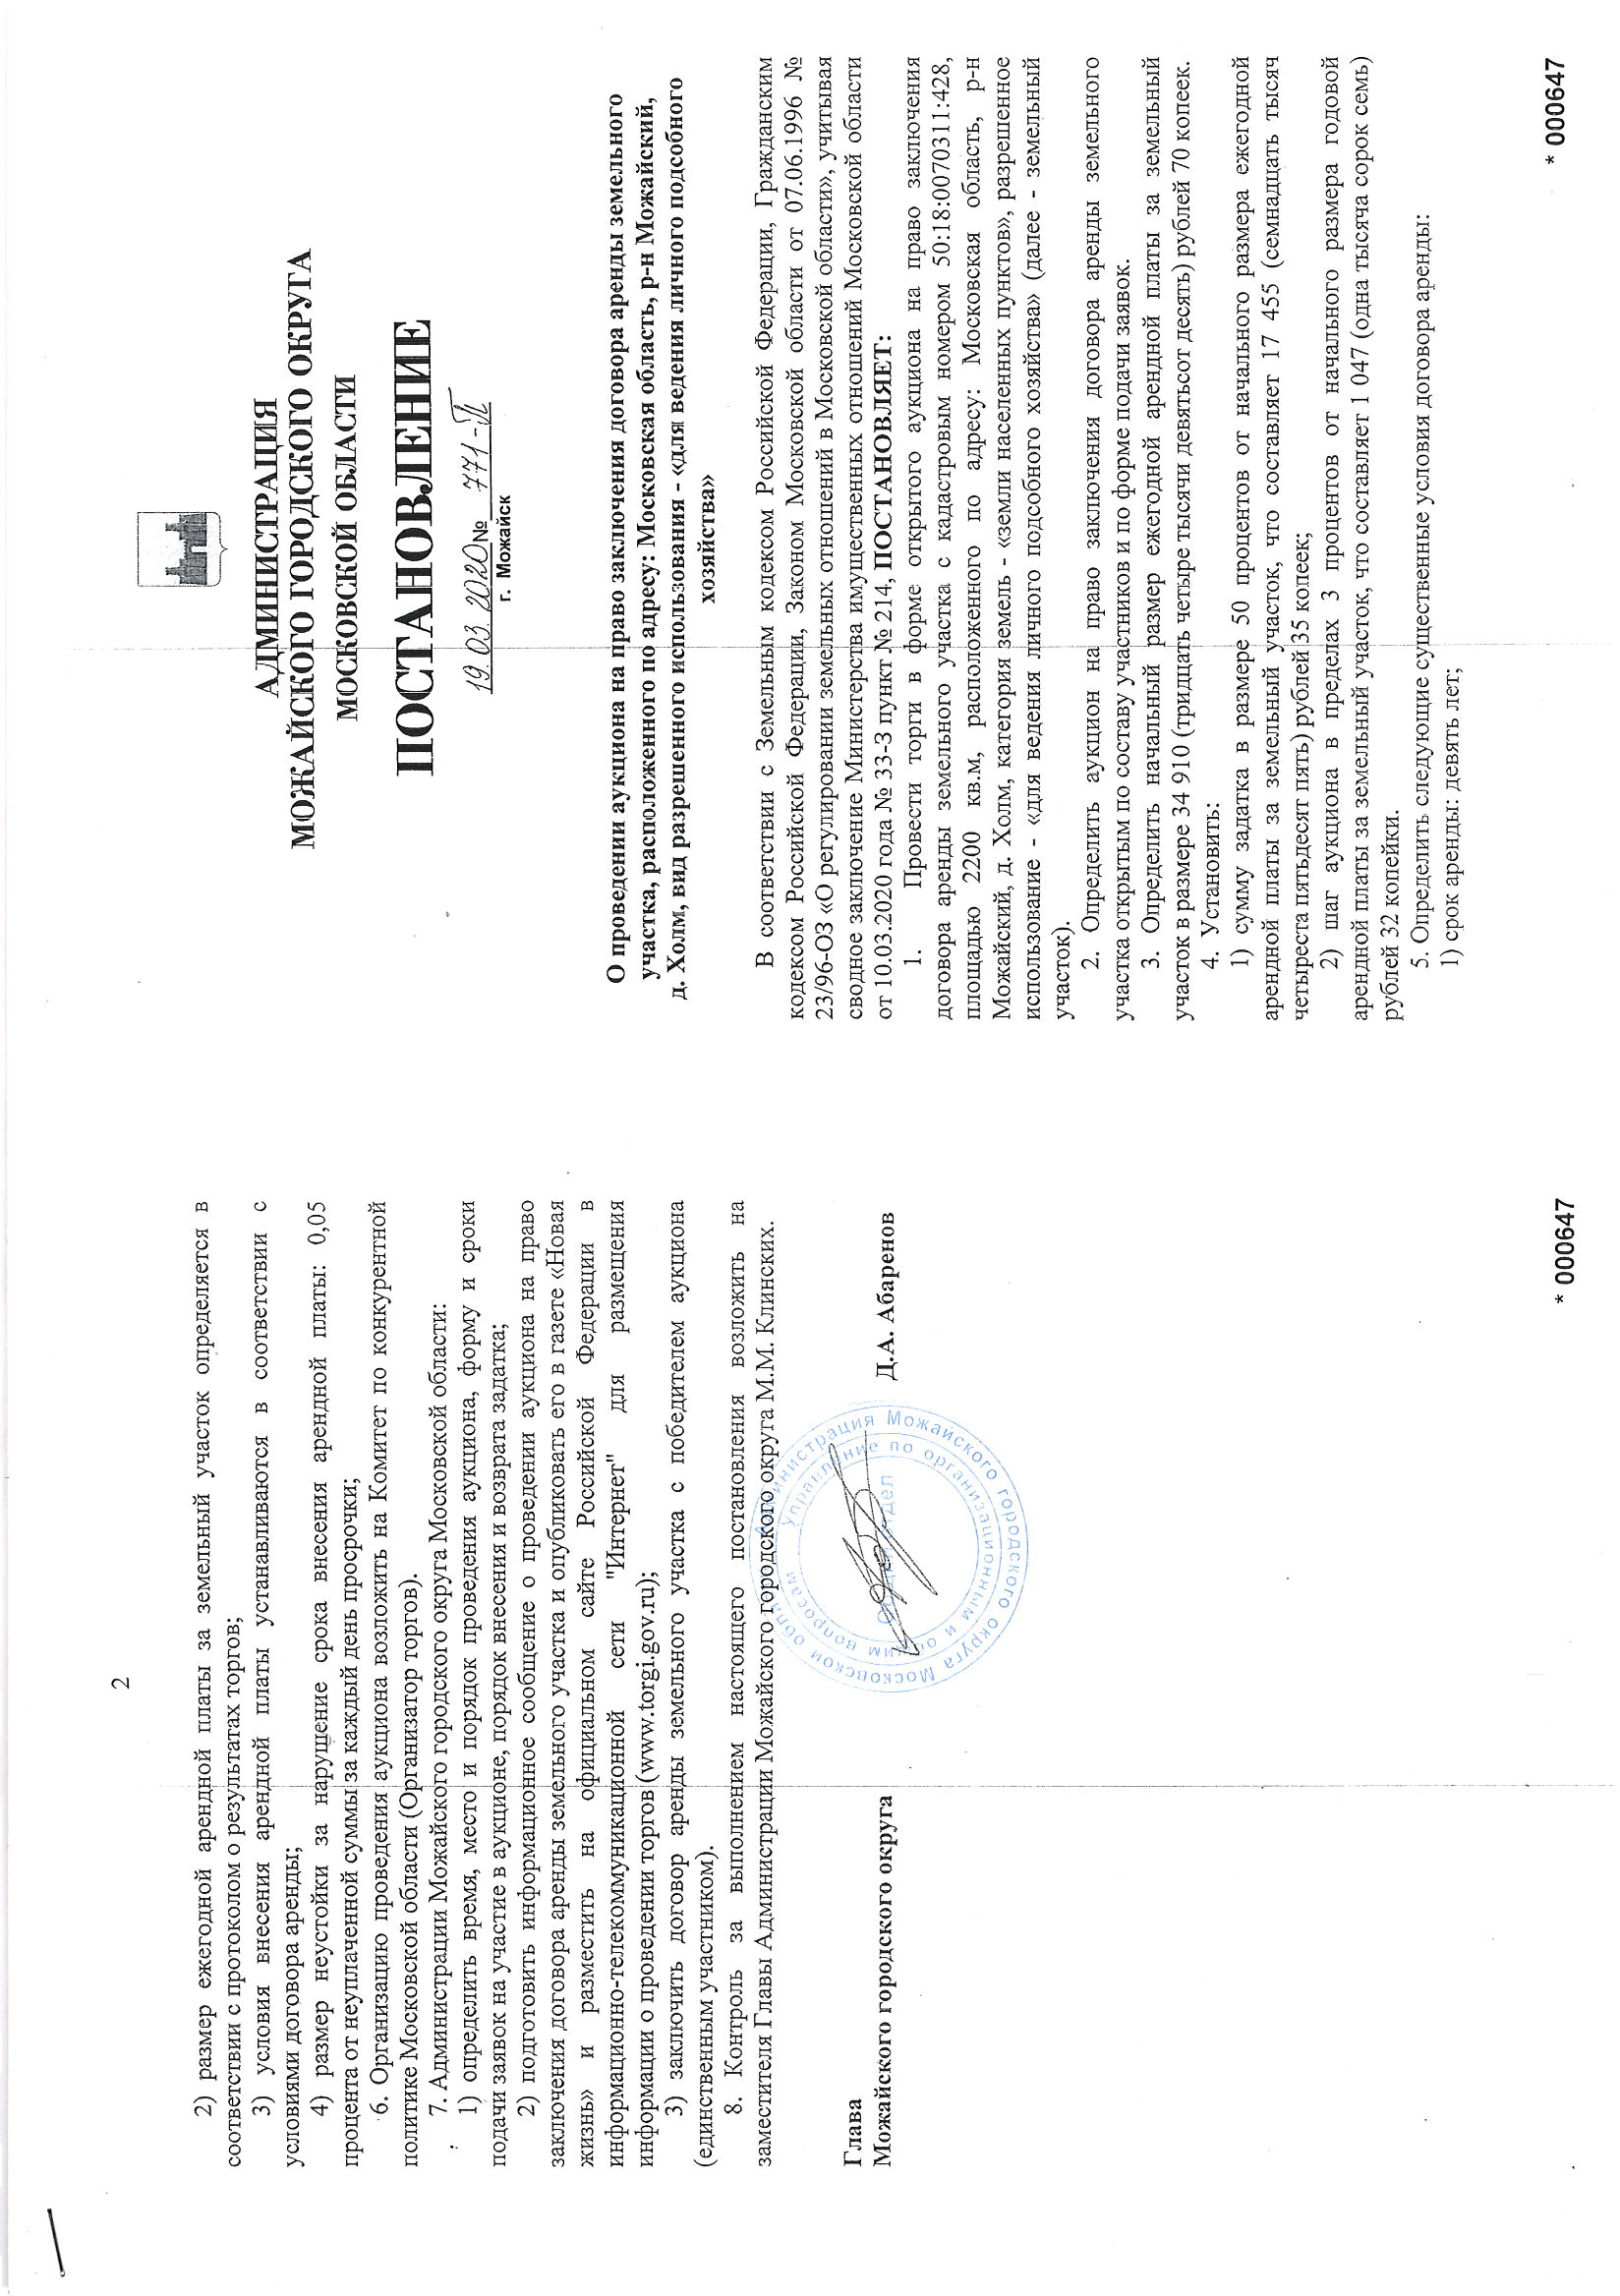 АДМИНИСТРАЦИЯ
МОЖАЙСКОГО ГОРОДСКОГО ОКРУГА
МОСКОВСКОЙ ОБЛАСТИ
ПОСТАНОВЛЕНИЕ
19.03.2020 № 771-П
г. Можайск
О проведении аукциона на право заключения договора аренды земельного
участка, расположенного по адресу: Московская область, р-н Можайский,
д. Холм, вид разрешенного использования - «для ведения личного подсобного
хозяйства»
В соответствии с Земельным кодексом Российской Федерации, Гражданским
кодексом Российской Федерации, Законом Московской области от 07.06.1996 №
23/96-ОЗ «О регулировании земельных отношений в Московской области», учитывая
сводное заключение Министерства имущественных отношений Московской области
от 10.03.2020 года № 33-З пункт № 214, ПОСТАНОВЛЯЕТ:
1. Провести торги в форме открытого аукциона на право заключения
договора аренды земельного участка с кадастровым номером 50:18:0070311:428,
площадью 2200 кв.м, расположенного по адресу: Московская область, р-н
Можайский, д. Холм, категория земель - «земли населенных пунктов», разрешенное
использование - «для ведения личного подсобного хозяйства» (далее - земельный
участок).
2. Определить аукцион на право заключения договора аренды земельного
участка открытым по составу участников и по форме подачи заявок.
3. Определить начальный размер ежегодной арендной платы за земельный
участок в размере 34 910 (тридцать четыре тысячи девятьсот десять) рублей 70 копеек.
4. Установить:
1) сумму задатка в размере 50 процентов от начального размера ежегодной
арендной платы за земельный участок, что составляет 17 455 (семнадцать тысяч
четыреста пятьдесят пять) рублей 35 копеек;
2) шаг аукциона в пределах 3 процентов от начального размера годовой
арендной платы за земельный участок, что составляет 1 047 (одна тысяча сорок семь)
рублей 32 копейки.
5. Определить следующие существенные условия договора аренды:
1) срок аренды: девять лет;
* 000647
2
2) размер ежегодной арендной платы за земельный участок определяется в
соответствии с протоколом о результатах торгов;
3) условия внесения арендной платы устанавливаются в соответствии с
условиями договора аренды;
4) размер неустойки за нарушение срока внесения арендной платы: 0,05
процента от неуплаченной суммы за каждый день просрочки;
6. Организацию проведения аукциона возложить на Комитет по конкурентной
политике Московской области (Организатор торгов).
7. Администрации Можайского городского округа Московской области:
1) определить время, место и порядок проведения аукциона, форму и сроки
подачи заявок на участие в аукционе, порядок внесения и возврата задатка;
2) подготовить информационное сообщение о проведении аукциона на право
заключения договора аренды земельного участка и опубликовать его в газете «Новая
жизнь» и разместить на официальном сайте Российской Федерации в
информационно-телекоммуникационной сети "Интернет" для размещения
информации о проведении торгов (www.torgi.gov.ru);
3) заключить договор аренды земельного участка с победителем аукциона
(единственным участником).
8. Контроль за выполнением настоящего постановления возложить на
заместителя Главы Администрации Можайского городского округа М.М. Клинских.
Глава
Можайского городского округа Д.А. Абаренов
Администрация Можайского городского округа Московской
Управление по организационным и общим вопросам
* 000647